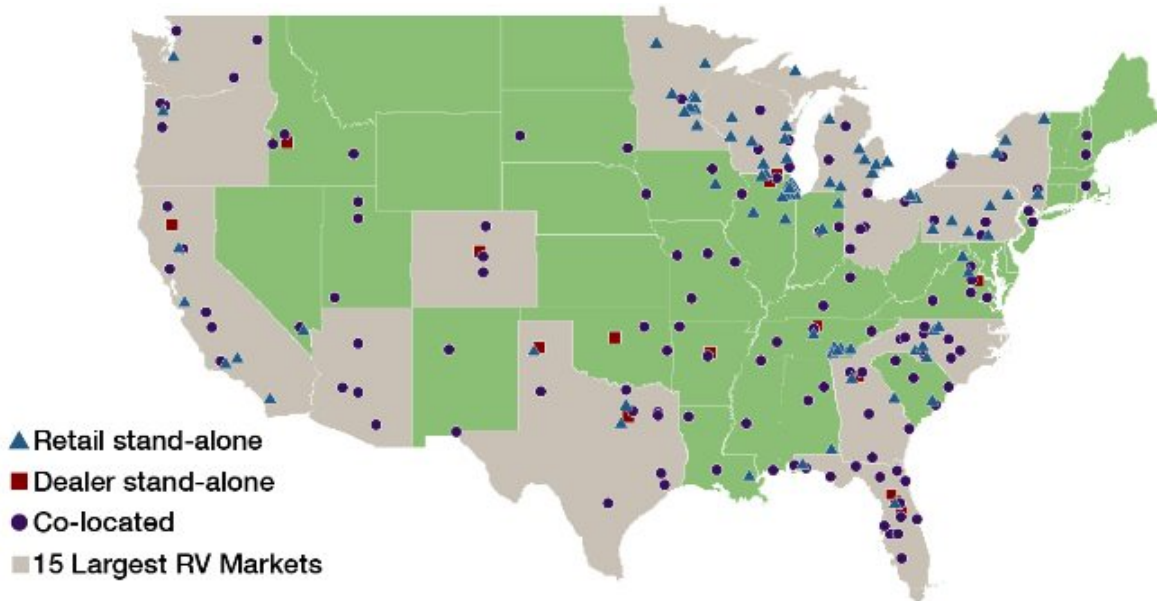 Retail stand-alone
Dealer stand-alone
Co-located
15 Largest RV Markets